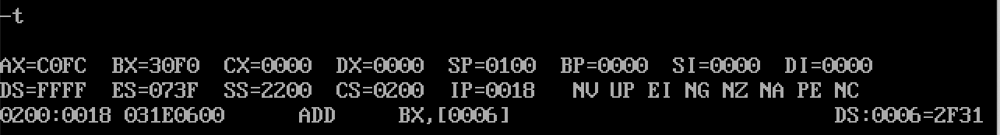 -t
AX=C0FC  BX=30F0  CX=0000  DX=0000  SP=0100  BP=0000  SI=0000  DI=0000
DS=FFFF  ES=073F  SS=2200  CS=0200  IP=0018   NV UP EI NG NZ NA PE NC
0200:0018 031E0600      ADD     BX,[0006]                          DS:0006=2F31